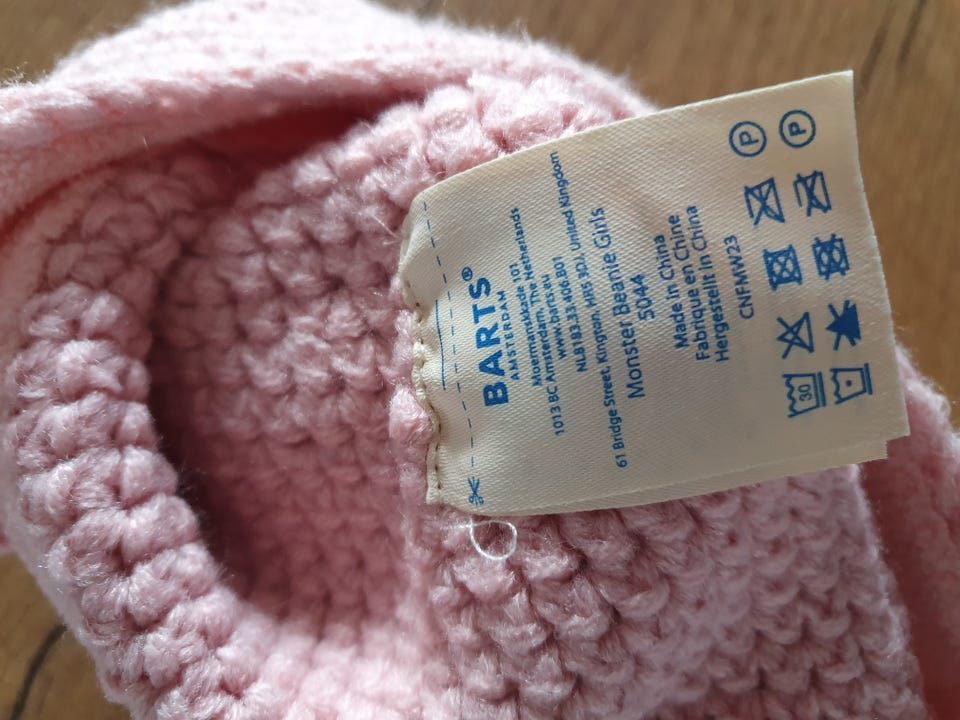 BARTS®
AMSTERDAM
Moermanskade 101
1013 BC Amsterdam, The Netherlands
www.barts.eu
NL8183.33.406.B01
61 Bridge Street, Kington, HR5 3DJ, United Kingdom
Monster Beanie Girls
5044
Made in China
Fabriqué en Chine
Hergestellt in China
CNFMW23
P P
30